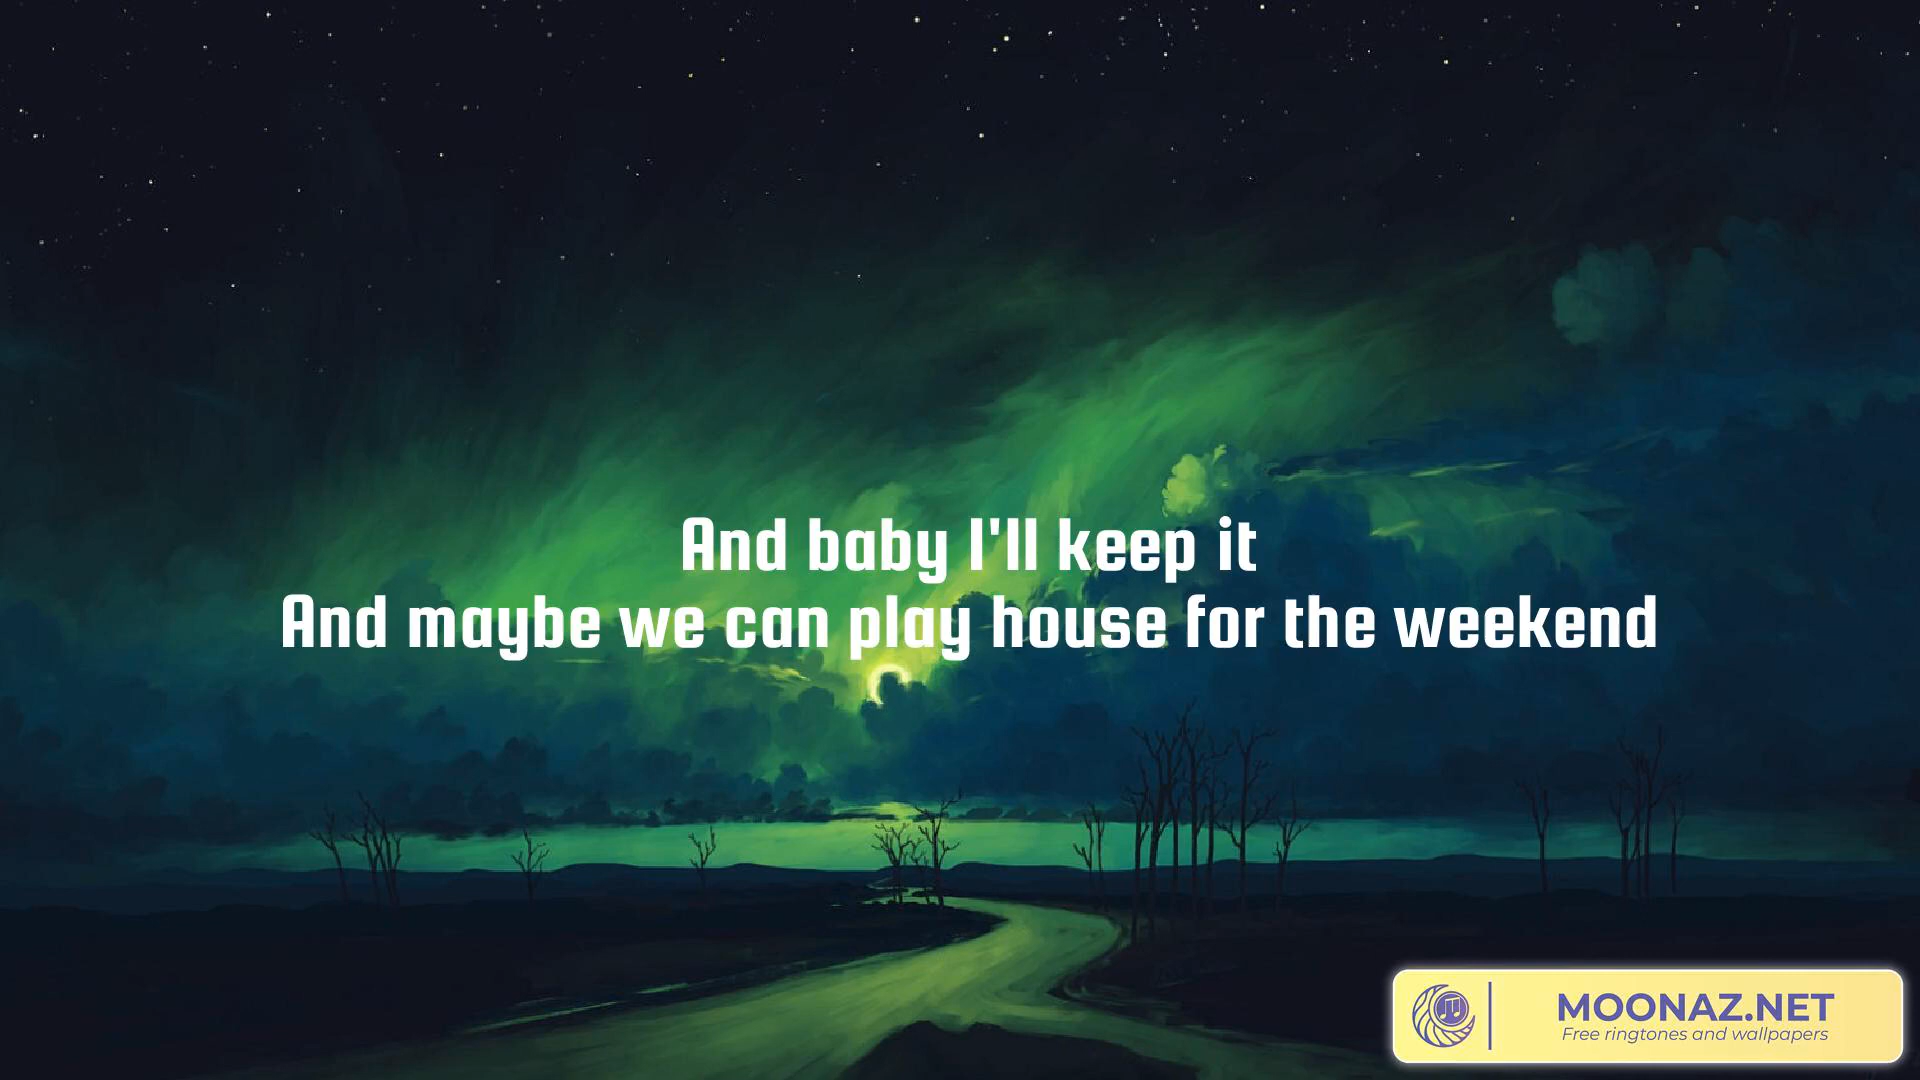 And baby I'll keep it
And maybe we can play house for the weekend
MOONAZ.NET
Free ringtones and wallpapers